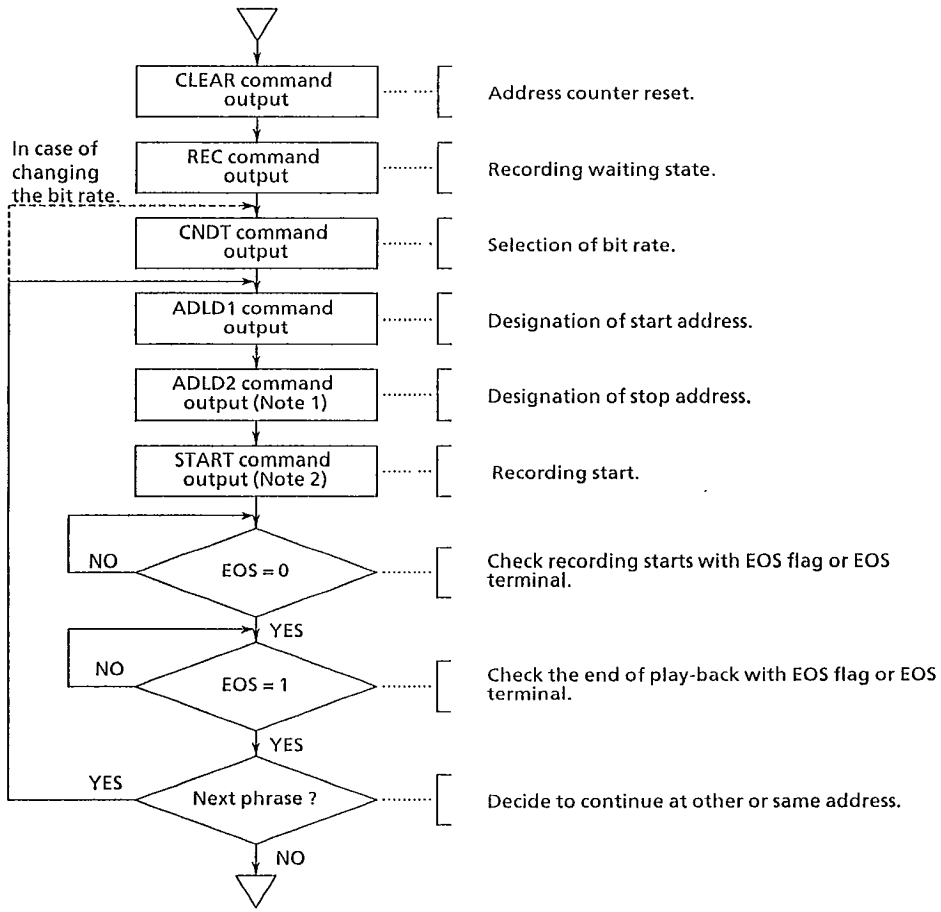 CLEAR command
output
Address counter reset.
In case of
changing
the bit rate.
REC command
output
Recording waiting state.
CNDT command
output
Selection of bit rate.
ADLD1 command
output
Designation of start address.
ADLD2 command
output (Note 1)
Designation of stop address.
START command
output (Note 2)
Recording start.
NO
EOS = 0
Check recording starts with EOS flag or EOS
terminal.
YES
NO
EOS = 1
Check the end of play-back with EOS flag or EOS
terminal.
YES
YES
Next phrase ?
Decide to continue at other or same address.
NO